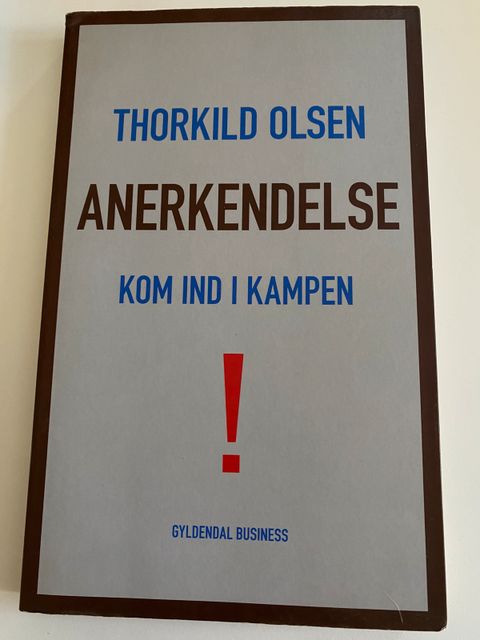 THORKILD OLSEN
ANERKENDELSE
KOM IND I KAMPEN
!
GYLDENDAL BUSINESS